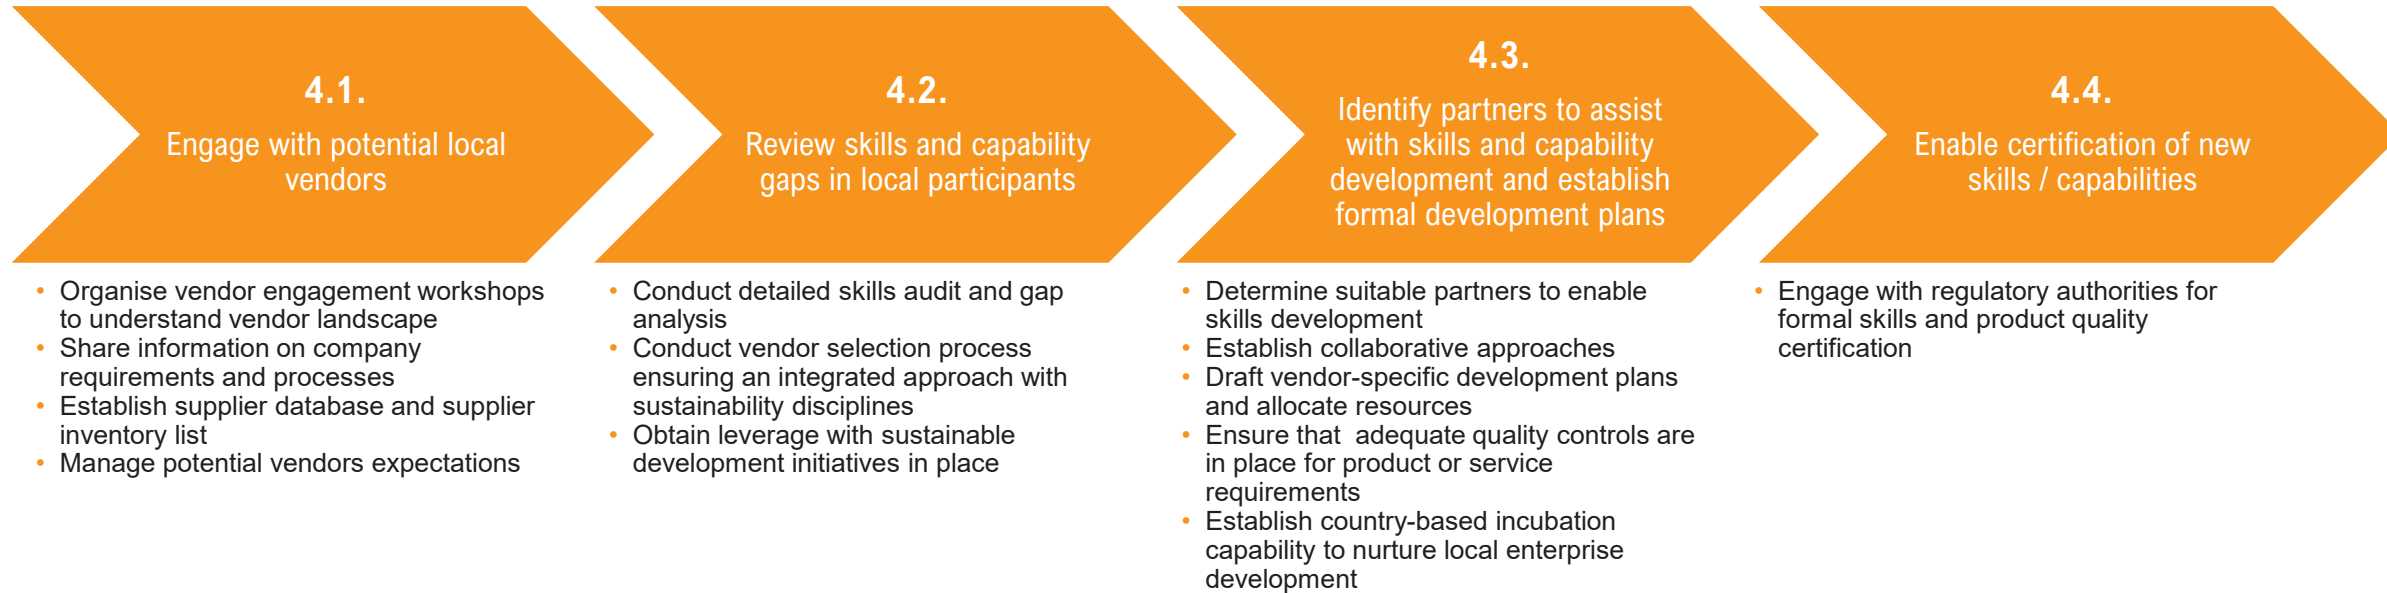 4.1.
Engage with potential local
vendors
4.2.
Review skills and capability
gaps in local participants
4.3.
Identify partners to assist
with skills and capability
development and establish
formal development plans
4.4.
Enable certification of new
skills / capabilities
• Organise vendor engagement workshops
to understand vendor landscape
• Share information on company
requirements and processes
• Establish supplier database and supplier
inventory list
• Manage potential vendors expectations
• Conduct detailed skills audit and gap
analysis
• Conduct vendor selection process
ensuring an integrated approach with
sustainability disciplines
• Obtain leverage with sustainable
development initiatives in place
• Determine suitable partners to enable
skills development
• Establish collaborative approaches
• Draft vendor-specific development plans
and allocate resources
• Ensure that  adequate quality controls are
in place for product or service
requirements
• Establish country-based incubation
capability to nurture local enterprise
development
• Engage with regulatory authorities for
formal skills and product quality
certification